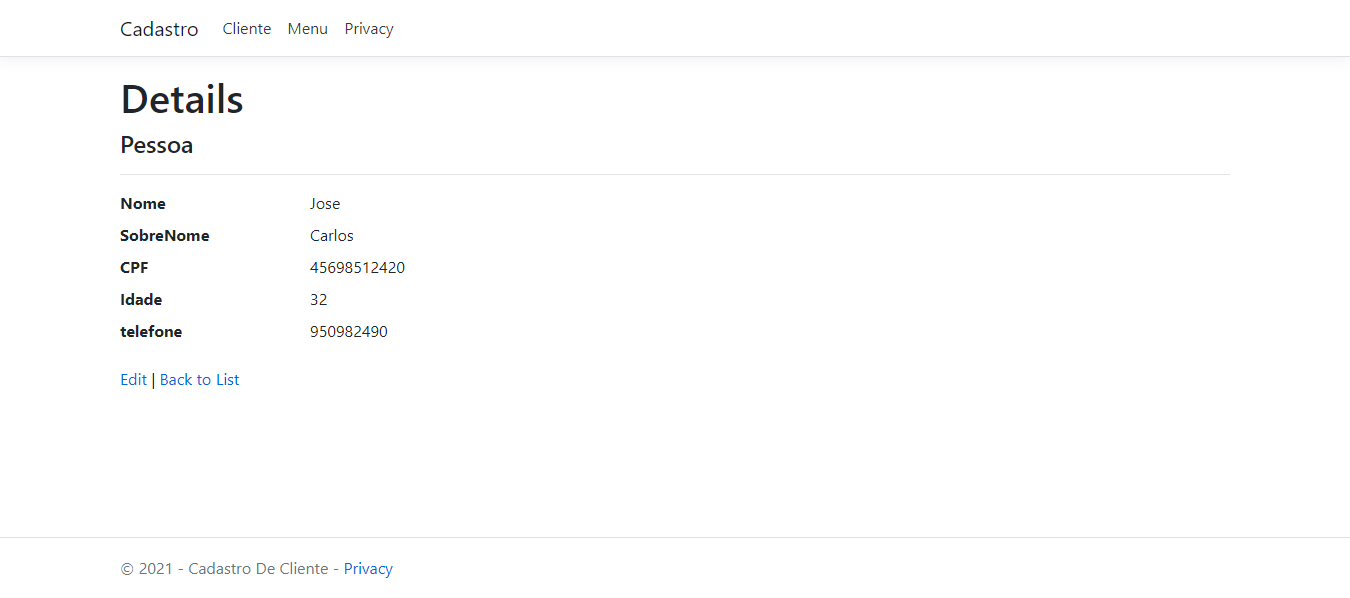 Cadastro Cliente Menu Privacy
Details
Pessoa
Nome Jose
SobreNome Carlos
CPF 45698512420
Idade 32
telefone 950982490
Edit | Back to List
© 2021 - Cadastro De Cliente - Privacy